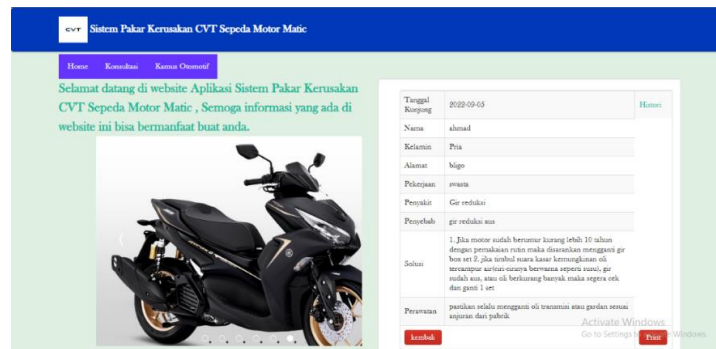 CVT Sistem Pakar Kerusakan CVT Sepeda Motor Matic
Home Konsultasi Kamus Otomotif
Selamat datang di website Aplikasi Sistem Pakar Kerusakan
CVT Sepeda Motor Matic , Semoga informasi yang ada di
website ini bisa bermanfaat buat anda.
Tanggal Kunjung 2022-09-05 Histori
Nama ahmad
Kelamin Pria
Alamat bligo
Pekerjaan swasta
Penyakit Gir reduksi
Penyebab gir reduksi aus
Solusi
1. Jika motor sudah berumur kurang lebih 10 tahun
dengan pemakaian rutin maka disarankan mengganti gir
box set 2. jika timbul suara kasar kemungkinan oli
tercampur air(ciri-cirinya berwarna seperti susu), gir
sudah aus, atau oli berkurang banyak maka segera cek
dan ganti 1 set
Perawatan
pastikan selalu mengganti oli transmisi atau gardan sesuai
anjuran dari pabrik
kembali Print
Activate Windows
Go to Settings Windows.